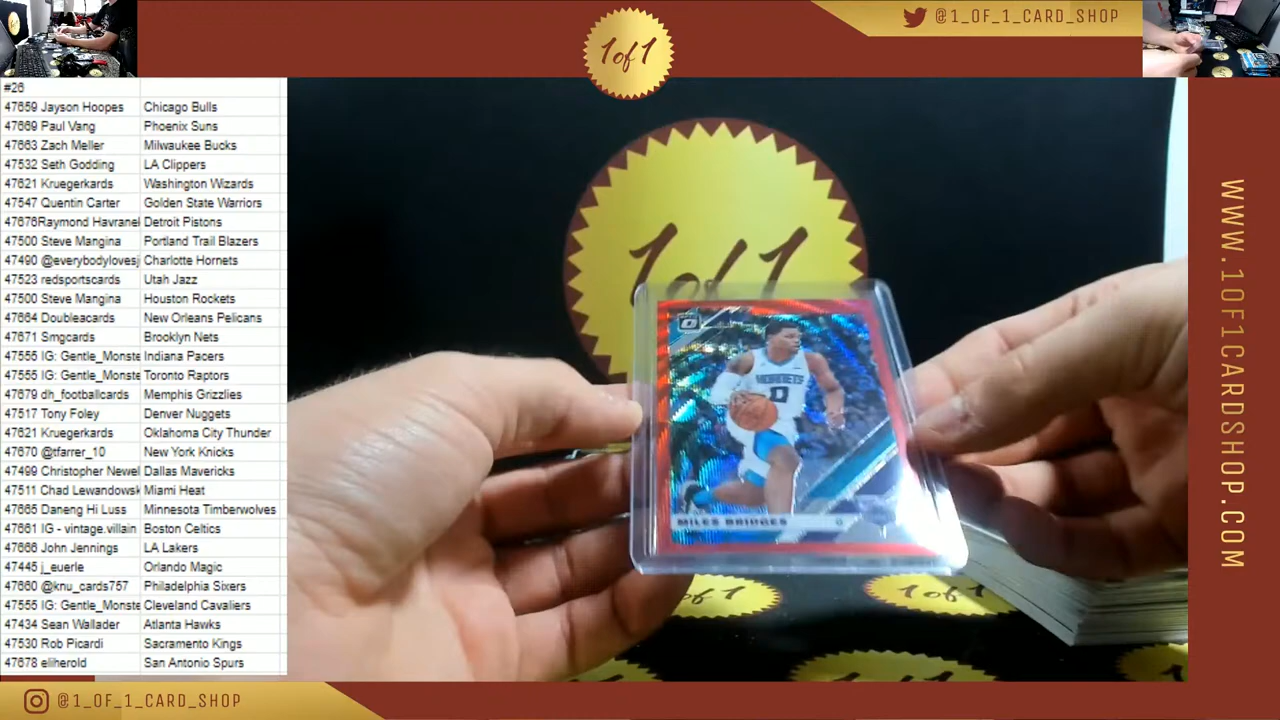 @1_OF_1_CARD_SHOP
1of1
#26
47659 Jayson Hoopes Chicago Bulls
47669 Paul Vang Phoenix Suns
47663 Zach Meller Milwaukee Bucks
47532 Seth Godding LA Clippers
47621 Kruegerkards Washington Wizards
47547 Quentin Carter Golden State Warriors
47676Raymond Havranel Detroit Pistons
47500 Steve Mangina Portland Trail Blazers
47490 @everybodylovesj Charlotte Hornets
47523 redsportscards Utah Jazz
47500 Steve Mangina Houston Rockets
47664 Doubleacards New Orleans Pelicans
47671 Smgcards Brooklyn Nets
47555 IG: Gentle_Monste Indiana Pacers
47555 IG: Gentle_Monste Toronto Raptors
47679 dh_footballcards Memphis Grizzlies
47517 Tony Foley Denver Nuggets
47621 Kruegerkards Oklahoma City Thunder
47670 @tfarrer_10 New York Knicks
47499 Christopher Newel Dallas Mavericks
47511 Chad Lewandowsk Miami Heat
47665 Daneng Hi Luss Minnesota Timberwolves
47661 IG - vintage.villain Boston Celtics
47666 John Jennings LA Lakers
47445 j_euerle Orlando Magic
47660 @knu_cards757 Philadelphia Sixers
47555 IG: Gentle_Monste Cleveland Cavaliers
47434 Sean Wallader Atlanta Hawks
47530 Rob Picardi Sacramento Kings
47678 eliherold San Antonio Spurs
1of1
HORNETS
0
MILES BRIDGES
of 1
of 1
WWW.1OF1CARDSHOP.COM
@1_OF_1_CARD_SHOP